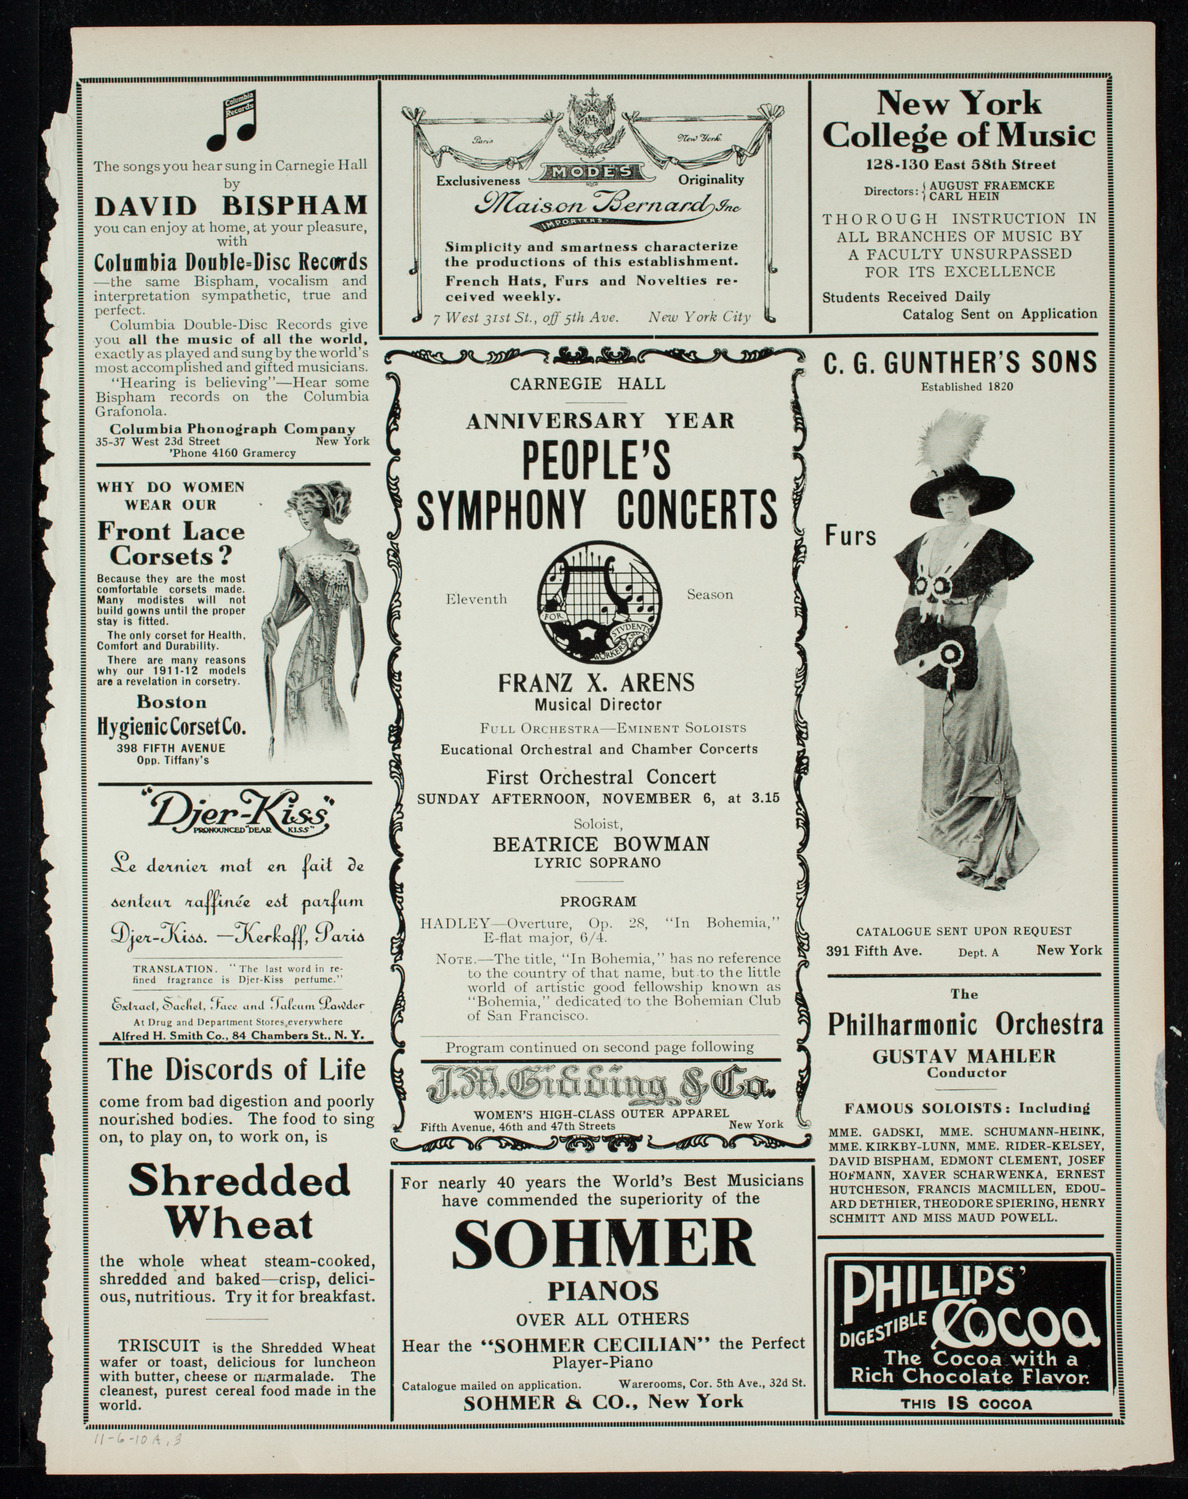 Columbia
Records
The songs you hear sung in Carnegie Hall
by
DAVID BISPHAM
you can enjoy at home, at your pleasure,
with
Columbia Double-Disc Records
—the same Bispham, vocalism and
interpretation sympathetic, true and
perfect.
Columbia Double-Disc Records give
you all the music of all the world,
exactly as played and sung by the world's
most accomplished and gifted musicians.
"Hearing is believing"—Hear some
Bispham records on the Columbia
Grafonola.
Columbia Phonograph Company
35-37 West 23d Street New York
'Phone 4160 Gramercy
WHY DO WOMEN
WEAR OUR
Front Lace
Corsets?
Because they are the most
comfortable corsets made.
Many modistes will not
build gowns until the proper
stay is fitted.
The only corset for Health,
Comfort and Durability.
There are many reasons
why our 1911-12 models
are a revelation in corsetry.
Boston
Hygienic Corset Co.
398 FIFTH AVENUE
Opp. Tiffany's
"Djer-Kiss"
PRONOUNCED "DEAR KISS"
Le dernier mot en fait de
senteur raffinée est parfum
Djer-Kiss. —Kerkoff, Paris
TRANSLATION. "The last word in re-
fined fragrance is Djer-Kiss perfume."
Extract, Sachet, Face and Talcum Powder
At Drug and Department Stores, everywhere
Alfred H. Smith Co., 84 Chambers St., N. Y.
The Discords of Life
come from bad digestion and poorly
nourished bodies. The food to sing
on, to play on, to work on, is
Shredded
Wheat
the whole wheat steam-cooked,
shredded and baked—crisp, delici-
ous, nutritious. Try it for breakfast.
TRISCUIT is the Shredded Wheat
wafer or toast, delicious for luncheon
with butter, cheese or marmalade. The
cleanest, purest cereal food made in the
world.
Paris New York
MODES
Exclusiveness Originality
Maison Bernard Inc
IMPORTERS
Simplicity and smartness characterize
the productions of this establishment.
French Hats, Furs and Novelties re-
ceived weekly.
7 West 31st St., off 5th Ave. New York City
CARNEGIE HALL
ANNIVERSARY YEAR
PEOPLE'S
SYMPHONY CONCERTS
Eleventh Season
FOR STUDENTS WORKERS
FRANZ X. ARENS
Musical Director
FULL ORCHESTRA—EMINENT SOLOISTS
Eucational Orchestral and Chamber Concerts
First Orchestral Concert
SUNDAY AFTERNOON, NOVEMBER 6, at 3.15
Soloist,
BEATRICE BOWMAN
LYRIC SOPRANO
PROGRAM
HADLEY—Overture, Op. 28, "In Bohemia,"
E-flat major, 6/4.
NOTE.—The title, "In Bohemia," has no reference
to the country of that name, but to the little
world of artistic good fellowship known as
"Bohemia," dedicated to the Bohemian Club
of San Francisco.
Program continued on second page following
J.M. Gidding & Co.
WOMEN'S HIGH-CLASS OUTER APPAREL
Fifth Avenue, 46th and 47th Streets New York
For nearly 40 years the World's Best Musicians
have commended the superiority of the
SOHMER
PIANOS
OVER ALL OTHERS
Hear the "SOHMER CECILIAN" the Perfect
Player-Piano
Catalogue mailed on application. Warerooms, Cor. 5th Ave., 32d St.
SOHMER & CO., New York
New York
College of Music
128-130 East 58th Street
Directors: { AUGUST FRAEMCKE
CARL HEIN
THOROUGH INSTRUCTION IN
ALL BRANCHES OF MUSIC BY
A FACULTY UNSURPASSED
FOR ITS EXCELLENCE
Students Received Daily
Catalog Sent on Application
C. G. GUNTHER'S SONS
Established 1820
Furs
CATALOGUE SENT UPON REQUEST
391 Fifth Ave. Dept. A New York
The
Philharmonic Orchestra
GUSTAV MAHLER
Conductor
FAMOUS SOLOISTS: Including
MME. GADSKI, MME. SCHUMANN-HEINK,
MME. KIRKBY-LUNN, MME. RIDER-KELSEY,
DAVID BISPHAM, EDMONT CLEMENT, JOSEF
HOFMANN, XAVER SCHARWENKA, ERNEST
HUTCHESON, FRANCIS MACMILLEN, EDOU-
ARD DETHIER, THEODORE SPIERING, HENRY
SCHMITT AND MISS MAUD POWELL.
PHILLIPS'
DIGESTIBLE COCOA
The Cocoa with a
Rich Chocolate Flavor.
THIS IS COCOA
11-6-10A, 3